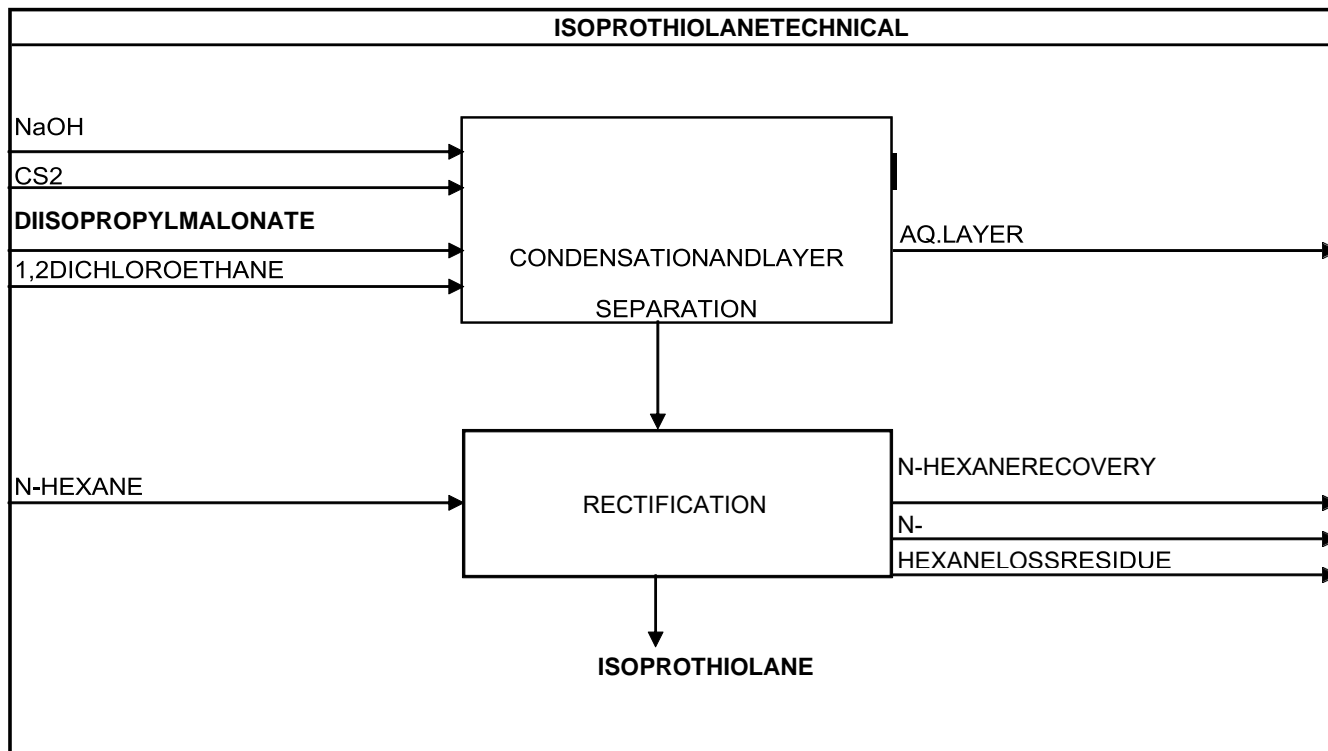 ISOPROTHIOLANETECHNICAL
NaOH
CS2
DIISOPROPYLMALONATE
1,2DICHLOROETHANE
CONDENSATIONANDLAYER
SEPARATION
AQ.LAYER
N-HEXANE
RECTIFICATION
N-HEXANERECOVERY
N-
HEXANELOSSRESIDUE
ISOPROTHIOLANE